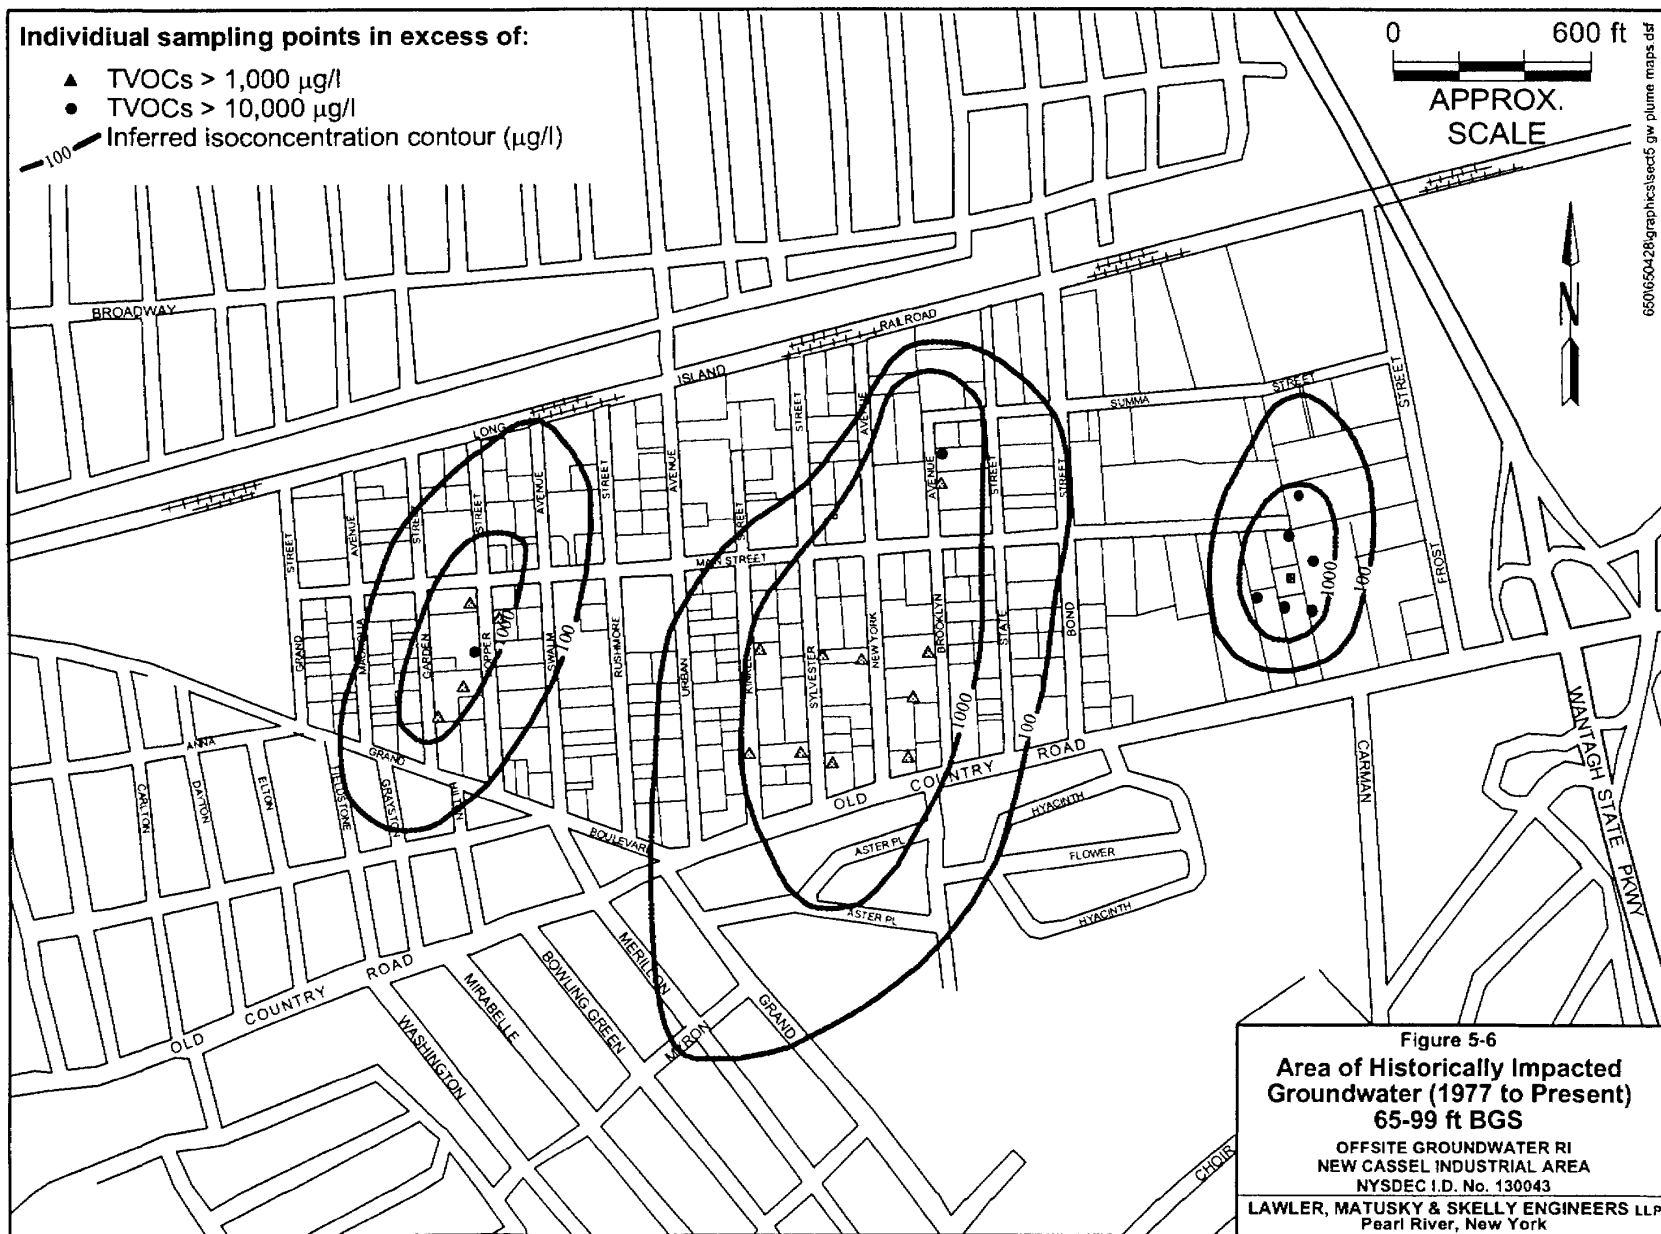 Individiual sampling points in excess of:
TVOCs > 1,000 µg/l
TVOCs > 10,000 µg/l
100
Inferred isoconcentration contour (µg/l)
0 600 ft
APPROX.
SCALE
650\650428\graphics\sect5 gw plume maps.dsf
N
BROADWAY
LONG
ISLAND
RAILROAD
SUMMA
STREET
STREET
FROST
STREET
AVENUE
STREET
STREET
AVENUE
STREET
AVENUE
STREET
STREET
AVENUE
AVENUE
STREET
STREET
MAIN STREET
GRAND
MAGNOLIA
GARDEN
HOPPER
SWALM
RUSHMORE
URBAN
KINKEL
SYLVESTER
NEW YORK
BROOKLYN
STATE
BOND
1000
100
1000
100
1000
100
ANNA
GRAND
BOULEVARD
CARLTON
DAYTON
ELTON
FIELDSTONE
GRAYSTON
HILTON
OLD COUNTRY ROAD
ASTER PL
ASTER PL
HYACINTH
FLOWER
HYACINTH
CARMAN
WANTAGH STATE PKWY
OLD COUNTRY ROAD
WASHINGTON
MIRABELLE
BOWLING GREEN
MERILLON
MYRON
GRAND
CHOIR
Figure 5-6
Area of Historically Impacted
Groundwater (1977 to Present)
65-99 ft BGS
OFFSITE GROUNDWATER RI
NEW CASSEL INDUSTRIAL AREA
NYSDEC I.D. No. 130043
LAWLER, MATUSKY & SKELLY ENGINEERS LLP
Pearl River, New York